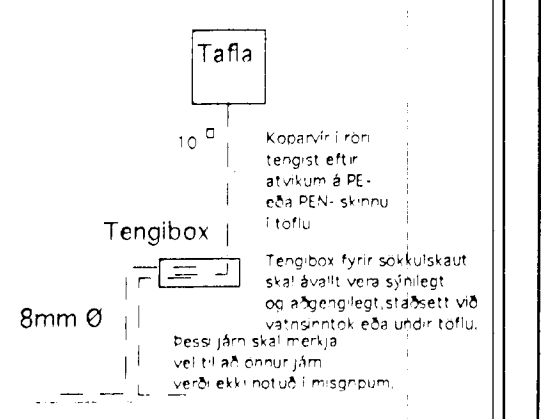 Tafla
10 □
Koparvír í röri
tengist eftir
atvikum á PE-
eða PEN- skinnu
í töflu
Tengibox
Tengibox fyrir sökkulskaut
skal ávallt vera sýnilegt
og aðgengilegt,staðsett við
vatnsinntök eða undir töflu.
8mm Ø
Þessi járn skal merkja
vel til að önnur járn
verði ekki notuð í misgripum.